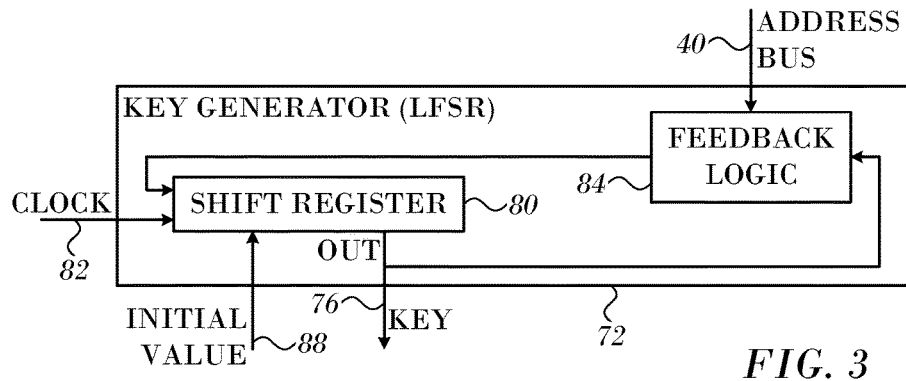 40
ADDRESS
BUS
KEY GENERATOR (LFSR)
FEEDBACK
LOGIC
84
CLOCK
82
SHIFT REGISTER
80
OUT
76
KEY
INITIAL
VALUE
88
72
FIG. 3